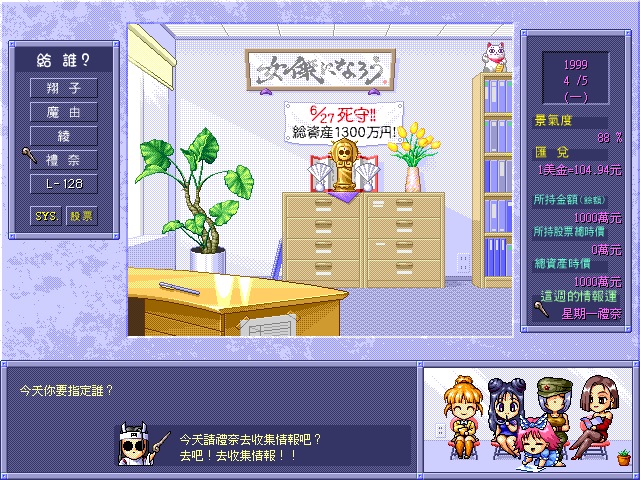 給 誰?
翔 子
魔 由
綾
禮 奈
L-128
SYS.
股票
女侠になろう
6/27 死守!!
総資産1300万円!
1999
4 /5
(一)
景氣度
88 %
匯 兌
1美金=104.94元
所持金額(餘額)
1000萬元
所持股票總時價
0萬元
總資產時價
1000萬元
這週的情報運
星期一禮奈
今天你要指定誰？
今天請禮奈去收集情報吧？
去吧！去收集情報！！